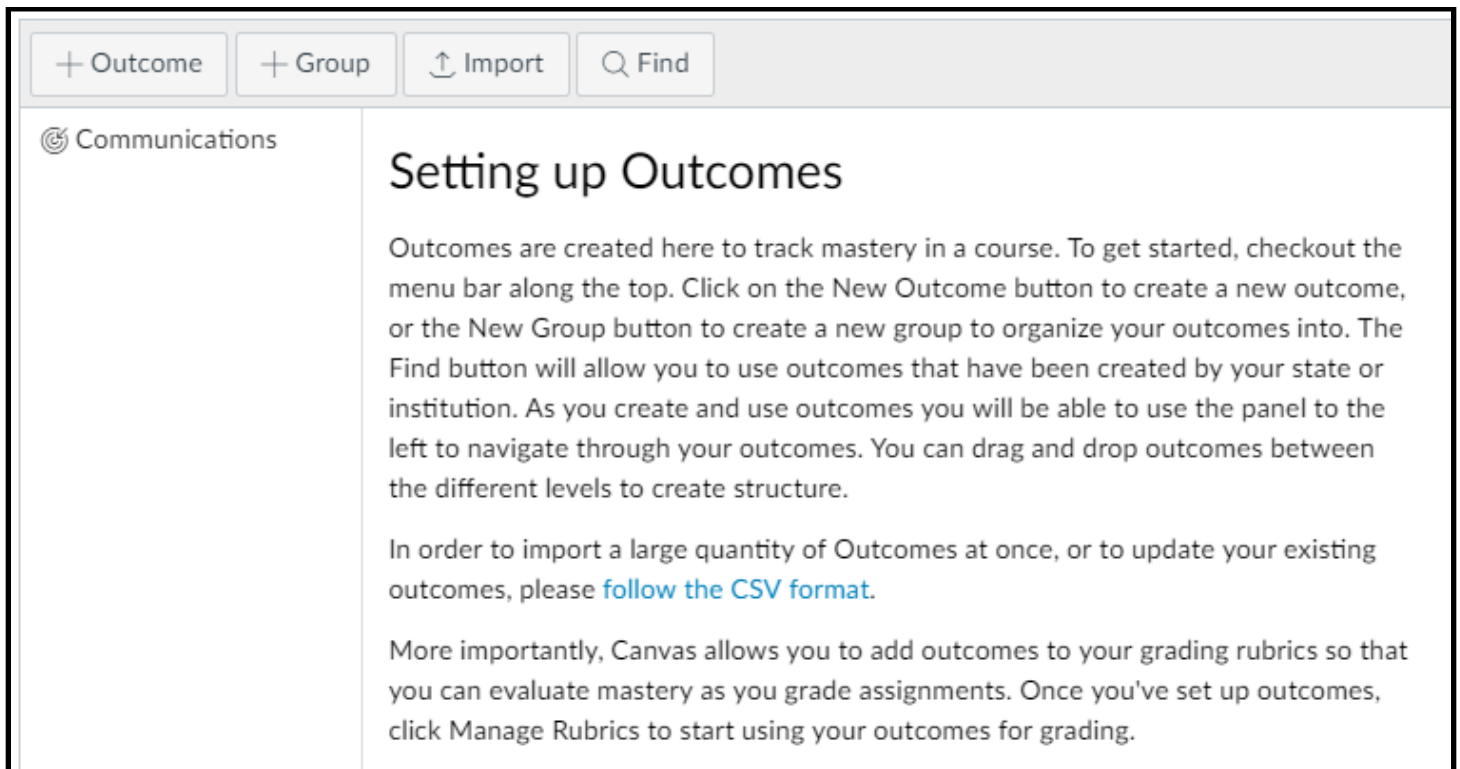 + Outcome + Group Import Find
Communications
Setting up Outcomes
Outcomes are created here to track mastery in a course. To get started, checkout the
menu bar along the top. Click on the New Outcome button to create a new outcome,
or the New Group button to create a new group to organize your outcomes into. The
Find button will allow you to use outcomes that have been created by your state or
institution. As you create and use outcomes you will be able to use the panel to the
left to navigate through your outcomes. You can drag and drop outcomes between
the different levels to create structure.
In order to import a large quantity of Outcomes at once, or to update your existing
outcomes, please follow the CSV format.
More importantly, Canvas allows you to add outcomes to your grading rubrics so that
you can evaluate mastery as you grade assignments. Once you've set up outcomes,
click Manage Rubrics to start using your outcomes for grading.